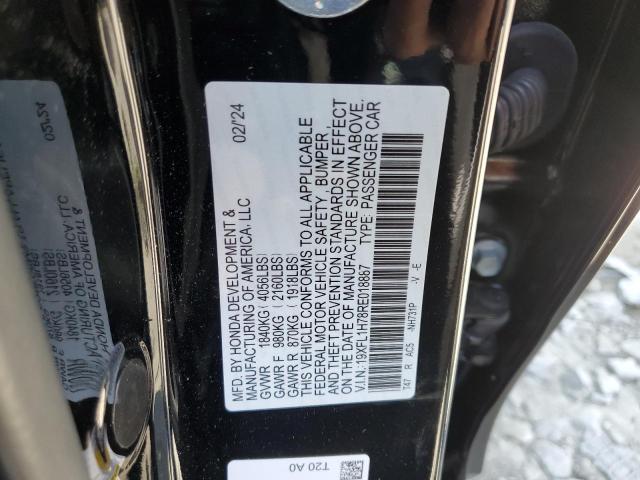 MFD. BY HONDA DEVELOPMENT & 02/'24
MANUFACTURING OF AMERICA, LLC
GVWR 1840KG( 4056LBS)
GAWR F 980KG( 2160LBS)
GAWR R 870KG( 1918LBS)
THIS VEHICLE CONFORMS TO ALL APPLICABLE
FEDERAL MOTOR VEHICLE SAFETY, BUMPER,
AND THEFT PREVENTION STANDARDS IN EFFECT
ON THE DATE OF MANUFACTURE SHOWN ABOVE.
V.I.N.:19XFL1H78RE018867 TYPE: PASSENGER CAR
T47 R AC5 -NH731P -V -E
T20 A0